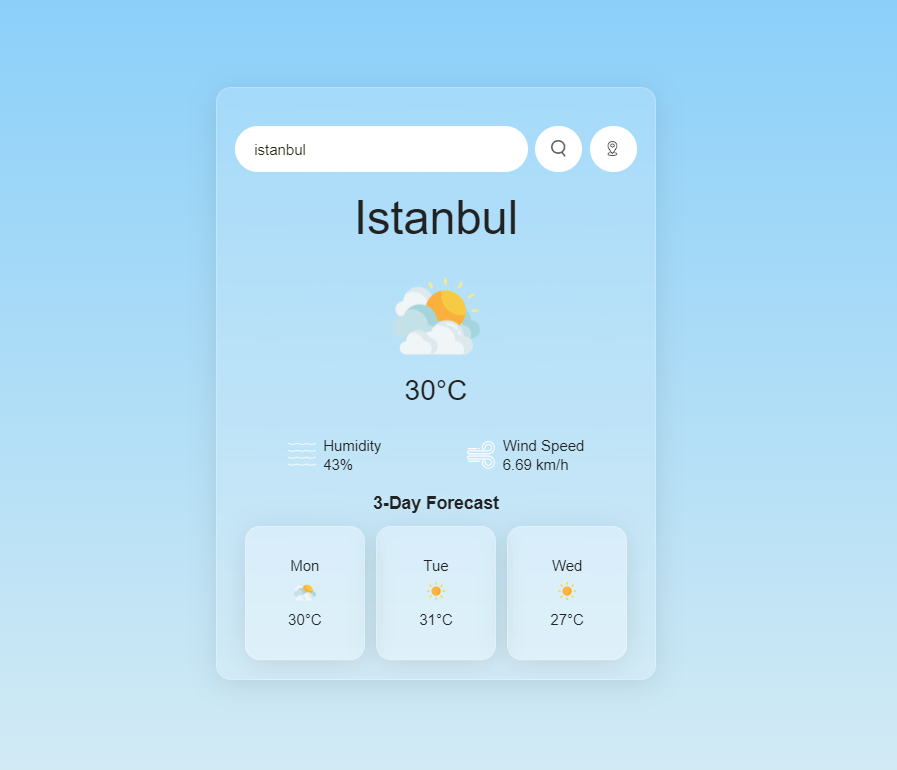 istanbul
Istanbul
30°C
Humidity
43%
Wind Speed
6.69 km/h
3-Day Forecast
Mon
30°C
Tue
31°C
Wed
27°C